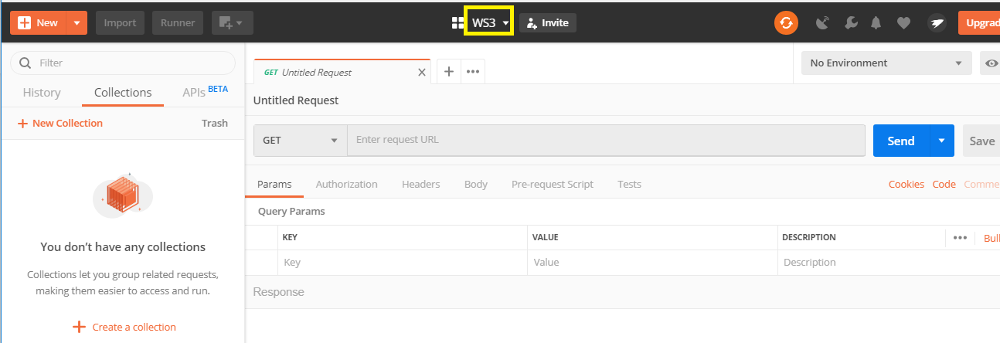 New Import Runner WS3 Invite Upgrad
Filter
History Collections APIs BETA
New Collection Trash
You don't have any collections
Collections let you group related requests,
making them easier to access and run.
Create a collection
GET Untitled Request
No Environment
Untitled Request
GET Enter request URL Send Save
Params Authorization Headers Body Pre-request Script Tests Cookies Code Comme
Query Params
KEY VALUE DESCRIPTION Bull
Key Value Description
Response